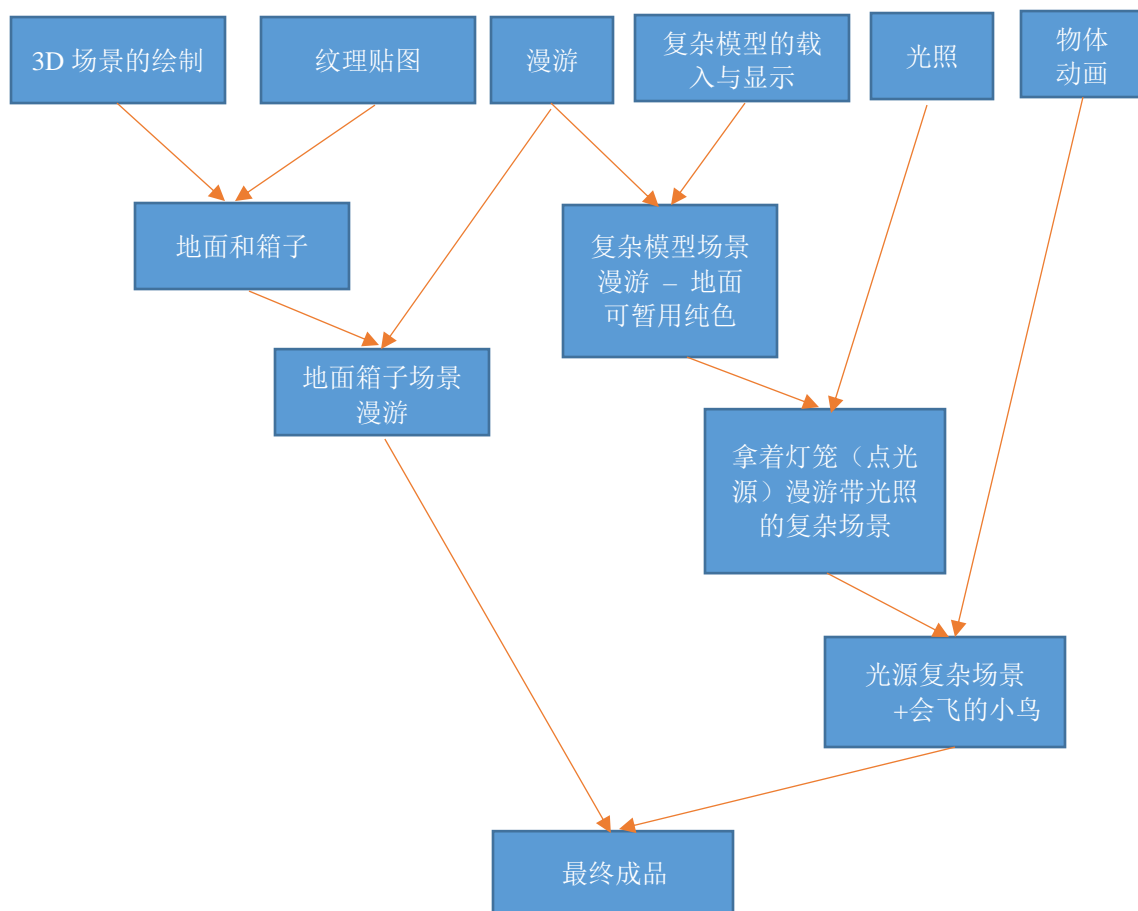 3D 场景的绘制
纹理贴图
漫游
复杂模型的载
入与显示
光照
物体
动画
地面和箱子
复杂模型场景
漫游 – 地面
可暂用纯色
地面箱子场景
漫游
拿着灯笼（点光
源）漫游带光照
的复杂场景
光源复杂场景
+会飞的小鸟
最终成品